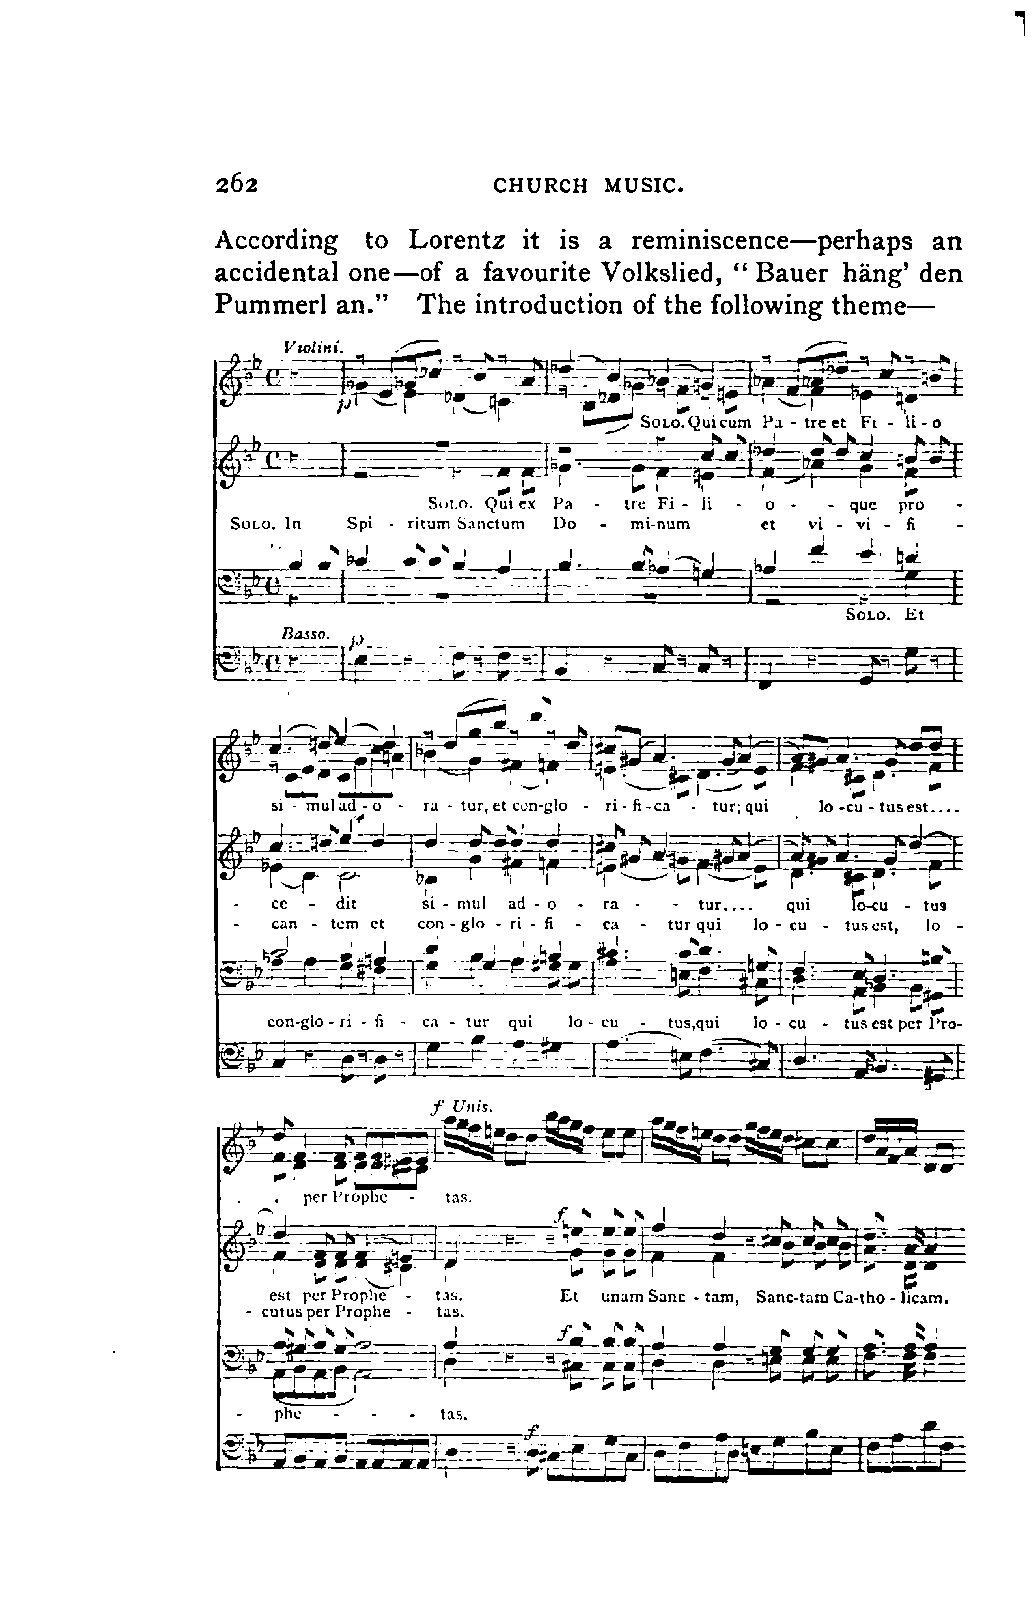 262 CHURCH MUSIC.
According to Lorentz it is a reminiscence—perhaps an
accidental one—of a favourite Volkslied, “Bauer häng’ den
Pummerl an.” The introduction of the following theme—
Violini.
p
SOLO. Qui cum Pa - tre et Fi - li - o
SOLO. Qui ex Pa - tre Fi - li - o - - que pro -
SOLO. In Spi - ritum Sanctum Do - mi-num et vi - vi - fi -
SOLO. Et
Basso. p
si - mul ad - o - ra - tur, et con-glo - ri - fi - ca - tur; qui lo - cu - tus est....
- ce - dit si - mul ad - o - ra - - tur.... qui lo-cu - tus
- can - tem et con - glo - ri - fi - ca - tur qui lo - cu - tus est, lo -
con-glo - ri - fi - ca - tur qui lo - cu - tus, qui lo - cu - tus est per Pro-
f Unis.
per Prophe - tas.
f
est per Prophe - tas. Et unam Sanc - tam, Sanc-tam Ca-tho - licam.
- cutus per Prophe - tas.
f
- phe - - - tas.
f